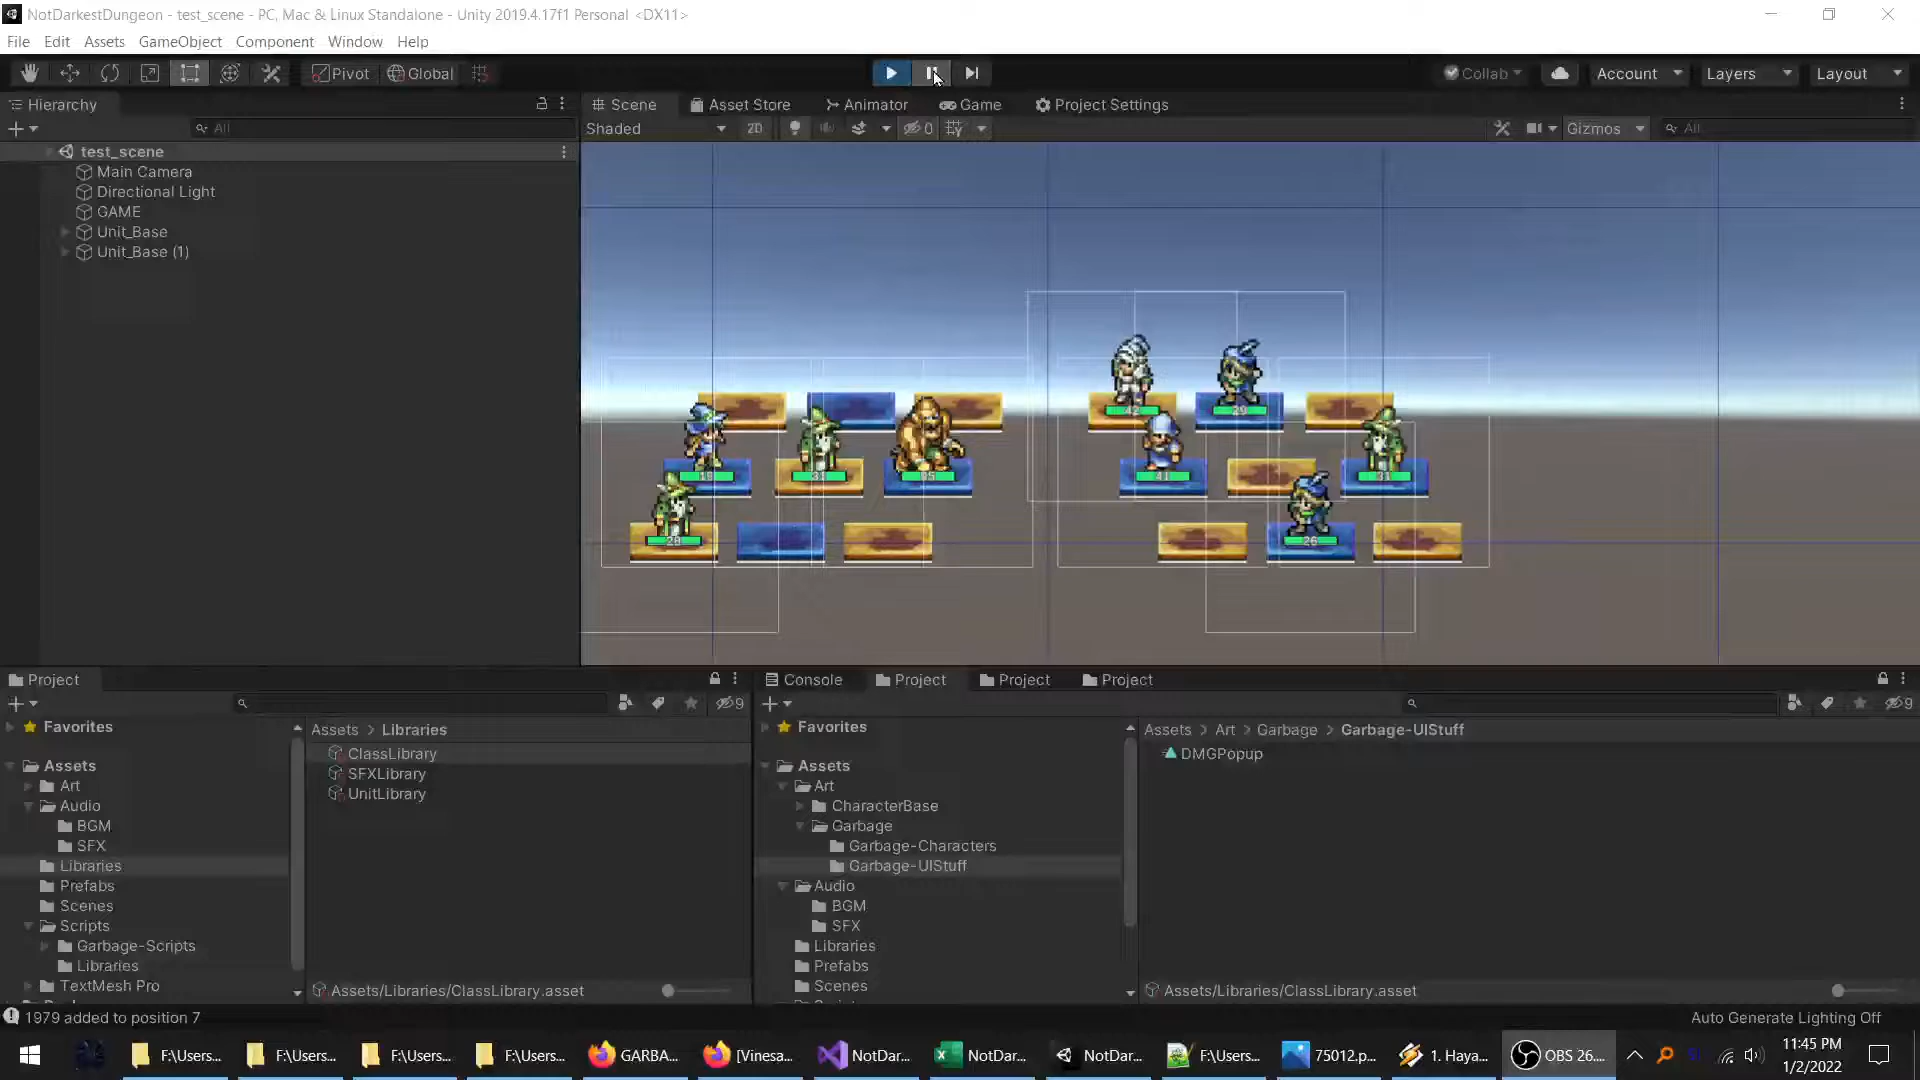 NotDarkestDungeon - test_scene - PC, Mac & Linux Standalone - Unity 2019.4.17f1 Personal <DX11>
File Edit Assets GameObject Component Window Help
Pivot Global Collab Account Layers Layout
Hierarchy
All
test_scene
Main Camera
Directional Light
GAME
Unit_Base
Unit_Base (1)
Scene Asset Store Animator Game Project Settings
Shaded 2D 0 Gizmos All
42 29
31
41 31
28 26
Project
9
Favorites
Assets
Art
Audio
BGM
SFX
Libraries
Prefabs
Scenes
Scripts
Garbage-Scripts
Libraries
TextMesh Pro
Assets > Libraries
ClassLibrary
SFXLibrary
UnitLibrary
Assets/Libraries/ClassLibrary.asset
Console Project Project Project
9
Favorites
Assets
Art
CharacterBase
Garbage
Garbage-Characters
Garbage-UIStuff
Audio
BGM
SFX
Libraries
Prefabs
Scenes
Assets > Art > Garbage > Garbage-UIStuff
DMGPopup
Assets/Libraries/ClassLibrary.asset
1979 added to position 7
Auto Generate Lighting Off
F:\Users... F:\Users... F:\Users... F:\Users... GARBA... [Vinesa... NotDar... NotDar... NotDar... F:\Users... 75012.p... 1. Haya... OBS 26....
11:45 PM
1/2/2022